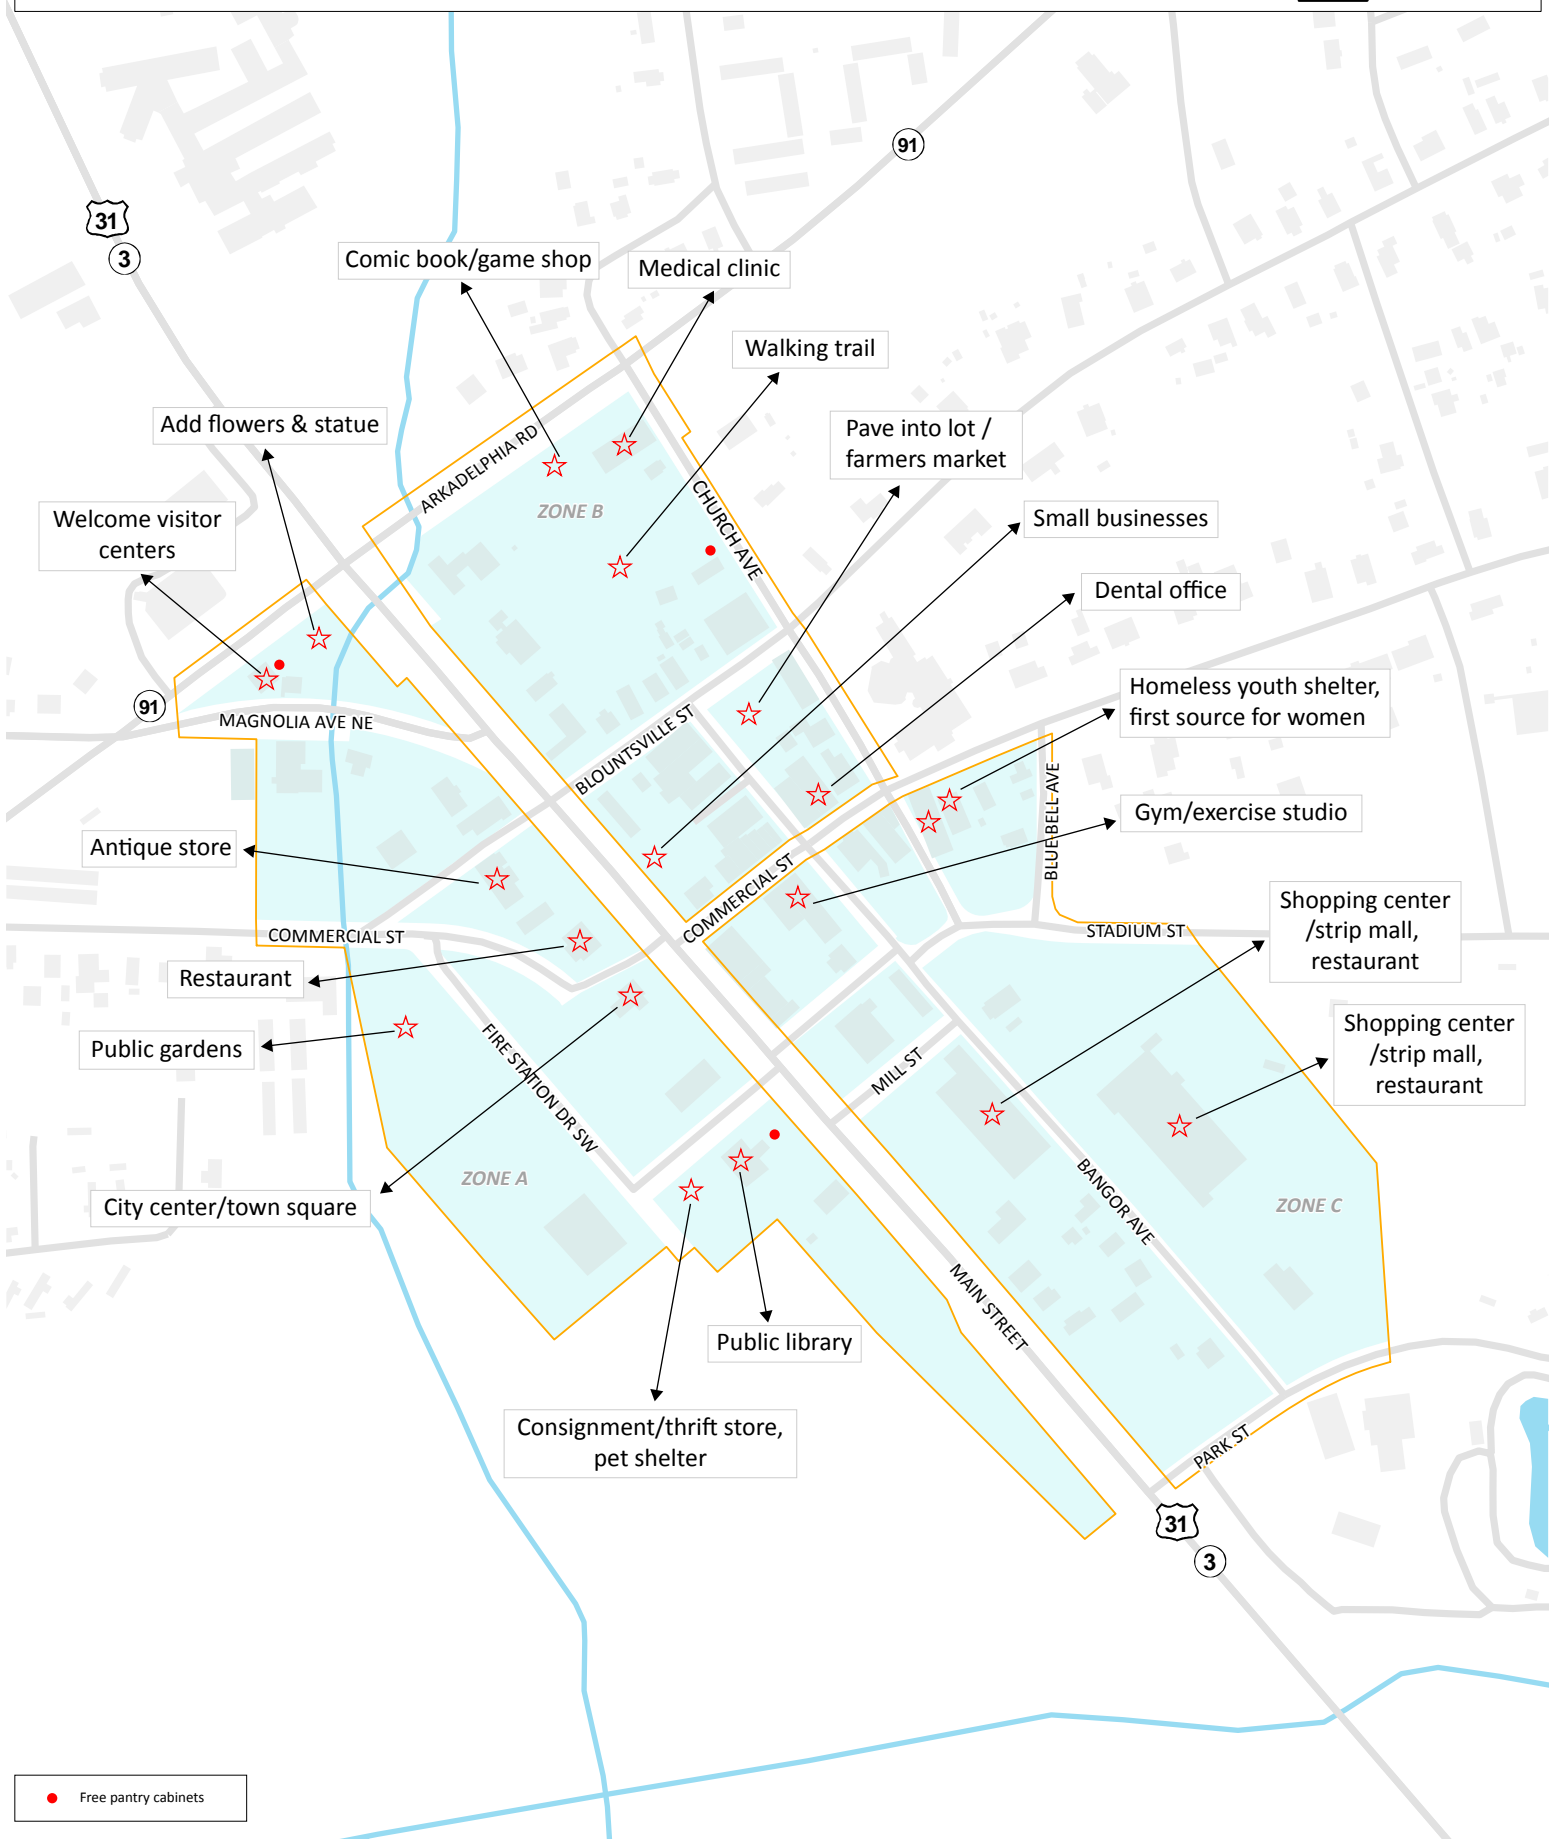 91
31
3
Comic book/game shop
Medical clinic
Walking trail
Add flowers & statue
Pave into lot /
farmers market
ARKADELPHIA RD
ZONE B
CHURCH AVE
Welcome visitor
centers
Small businesses
Dental office
Homeless youth shelter,
first source for women
91
MAGNOLIA AVE NE
BLOUNTSVILLE ST
BLUE BELL AVE
Gym/exercise studio
Antique store
COMMERCIAL ST
COMMERCIAL ST
STADIUM ST
Shopping center
/strip mall,
restaurant
Restaurant
Public gardens
FIRE STATION DR SW
MILL ST
Shopping center
/strip mall,
restaurant
ZONE A
City center/town square
BANGOR AVE
ZONE C
MAIN STREET
Public library
Consignment/thrift store,
pet shelter
PARK ST
31
3
Free pantry cabinets